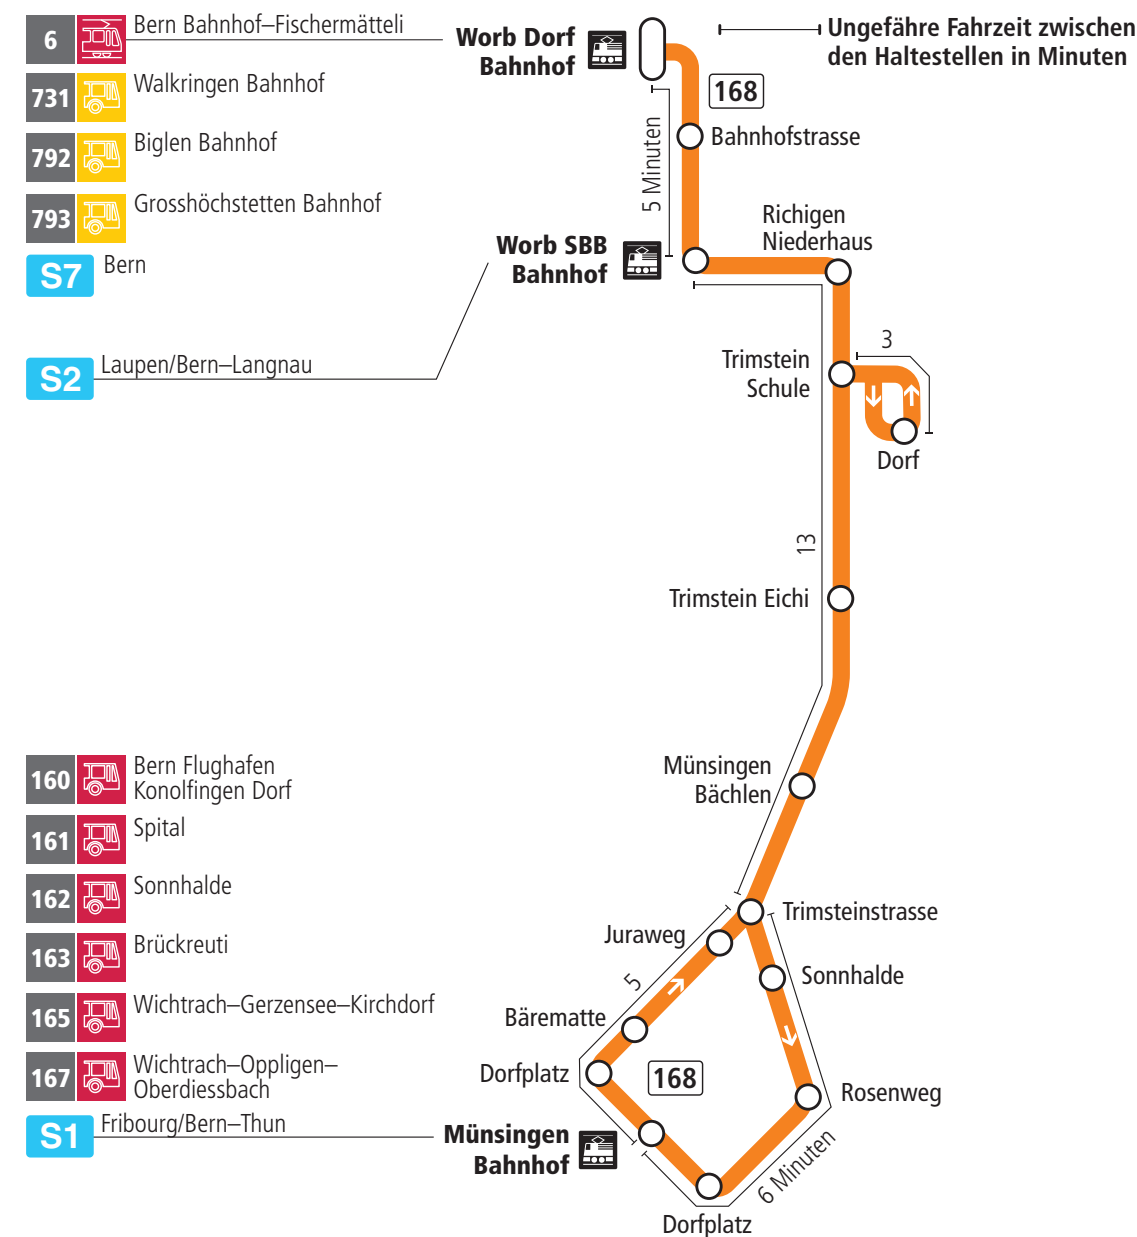 6
Bern Bahnhof–Fischermätteli
731
Walkringen Bahnhof
792
Biglen Bahnhof
793
Grosshöchstetten Bahnhof
S7
Bern
S2
Laupen/Bern–Langnau
Worb Dorf
Bahnhof
Ungefähre Fahrzeit zwischen
den Haltestellen in Minuten
168
Bahnhofstrasse
5 Minuten
Worb SBB
Bahnhof
Richigen
Niederhaus
Trimstein
Schule
3
Dorf
13
Trimstein Eichi
Münsingen
Bächlen
160
Bern Flughafen
Konolfingen Dorf
161
Spital
162
Sonnhalde
163
Brückreuti
165
Wichtrach–Gerzensee–Kirchdorf
167
Wichtrach–Oppligen–
Oberdiessbach
S1
Fribourg/Bern–Thun
Trimsteinstrasse
Juraweg
Sonnhalde
5
Bärematte
Dorfplatz
168
Rosenweg
Münsingen
Bahnhof
6 Minuten
Dorfplatz